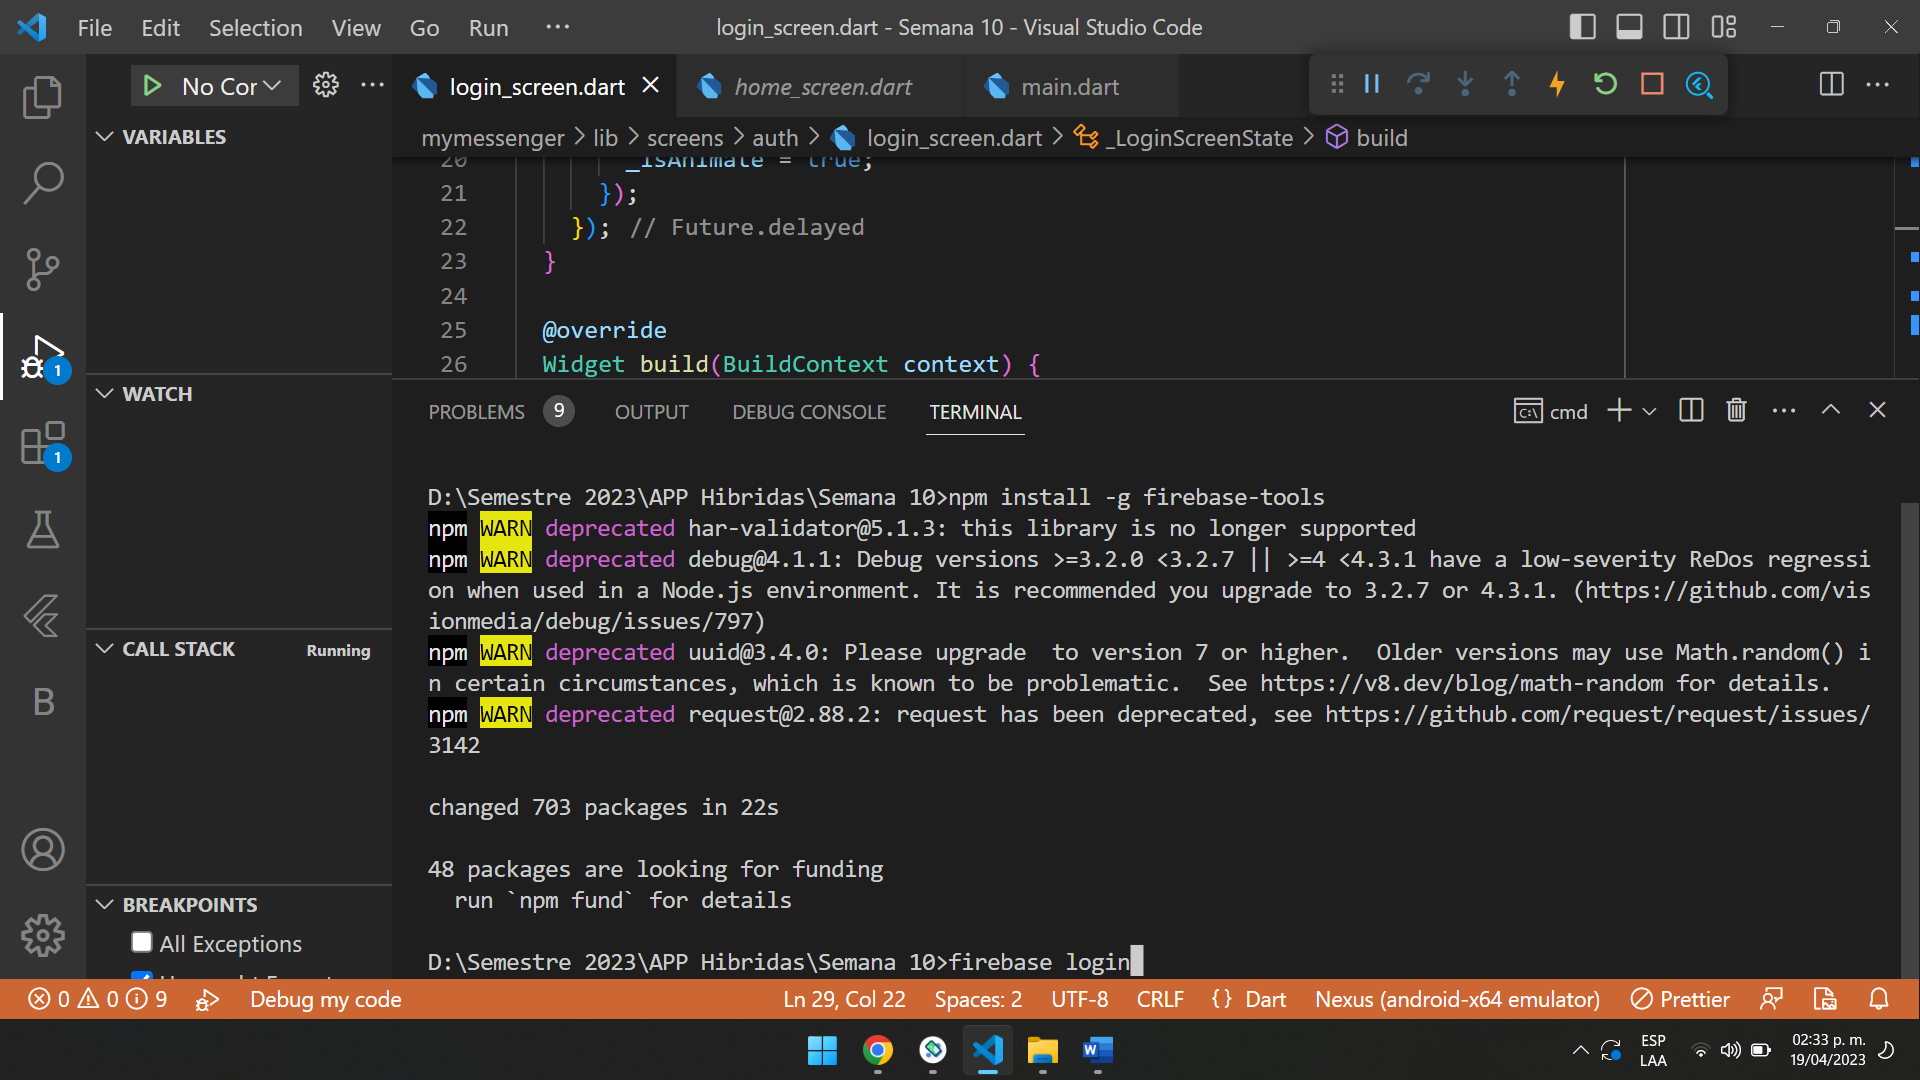 File Edit Selection View Go Run ··· login_screen.dart - Semana 10 - Visual Studio Code
No Cor login_screen.dart home_screen.dart main.dart
VARIABLES
mymessenger > lib > screens > auth > login_screen.dart > _LoginScreenState > build
20 _isAnimate = true;
21 });
22 }); // Future.delayed
23 }
24
25 @override
26 Widget build(BuildContext context) {
WATCH
PROBLEMS 9 OUTPUT DEBUG CONSOLE TERMINAL cmd
D:\Semestre 2023\APP Hibridas\Semana 10>npm install -g firebase-tools
npm WARN deprecated har-validator@5.1.3: this library is no longer supported
npm WARN deprecated debug@4.1.1: Debug versions >=3.2.0 <3.2.7 || >=4 <4.3.1 have a low-severity ReDos regressi
on when used in a Node.js environment. It is recommended you upgrade to 3.2.7 or 4.3.1. (https://github.com/vis
ionmedia/debug/issues/797)
npm WARN deprecated uuid@3.4.0: Please upgrade  to version 7 or higher.  Older versions may use Math.random() i
n certain circumstances, which is known to be problematic.  See https://v8.dev/blog/math-random for details.
npm WARN deprecated request@2.88.2: request has been deprecated, see https://github.com/request/request/issues/
3142
changed 703 packages in 22s
48 packages are looking for funding
run `npm fund` for details
D:\Semestre 2023\APP Hibridas\Semana 10>firebase login
1
1
B
CALL STACK Running
BREAKPOINTS
All Exceptions
0 0 9 Debug my code Ln 29, Col 22 Spaces: 2 UTF-8 CRLF {} Dart Nexus (android-x64 emulator) Prettier
ESP
LAA
02:33 p. m.
19/04/2023